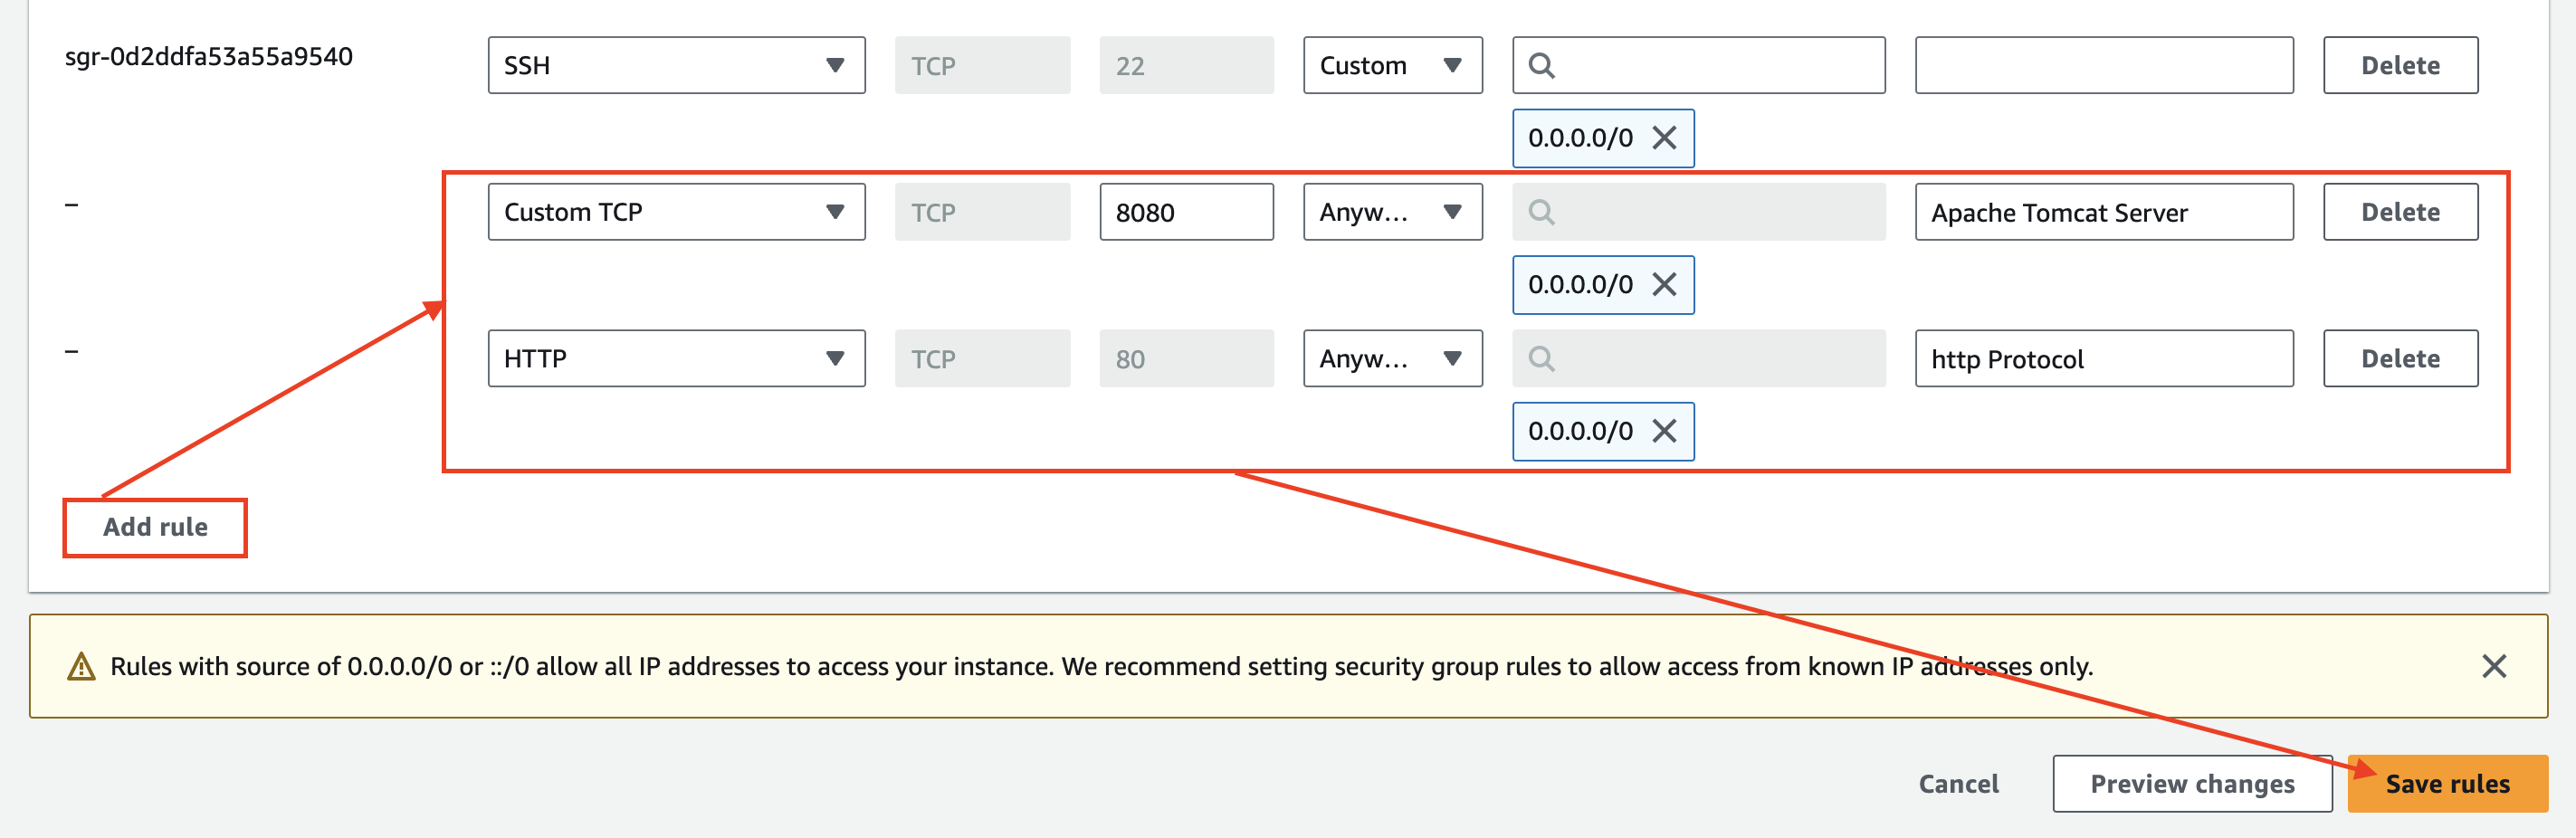 sgr-0d2ddfa53a55a9540 SSH TCP 22 Custom Delete
0.0.0.0/0
– Custom TCP TCP 8080 Anyw... Apache Tomcat Server Delete
0.0.0.0/0
– HTTP TCP 80 Anyw... http Protocol Delete
0.0.0.0/0
Add rule
Rules with source of 0.0.0.0/0 or ::/0 allow all IP addresses to access your instance. We recommend setting security group rules to allow access from known IP addresses only.
Cancel Preview changes Save rules